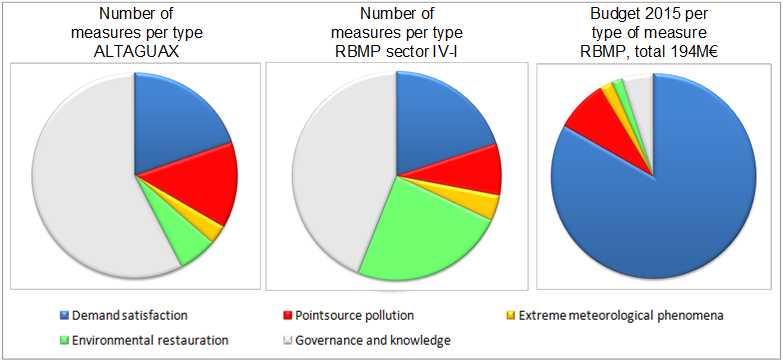 Number of
measures per type
ALTAGUAX
Number of
measures per type
RBMP sector IV-I
Budget 2015 per
type of measure
RBMP, total 194M€
Demand satisfaction
Pointsource pollution
Extreme meteorological phenomena
Environmental restauration
Governance and knowledge